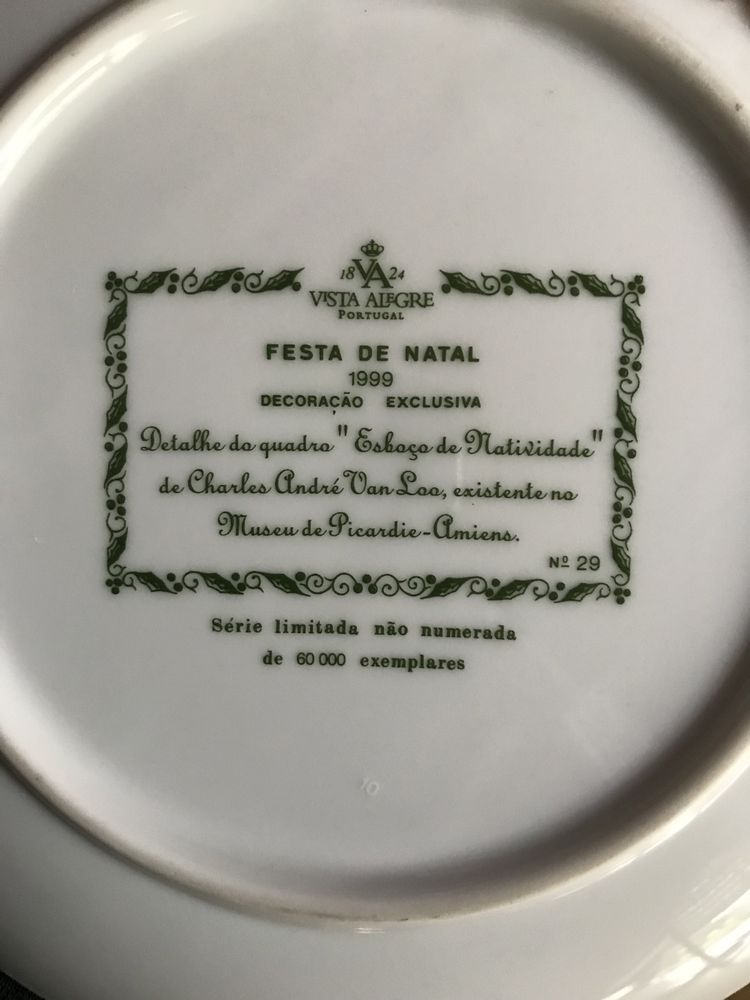 18 VA 24
VISTA ALEGRE
PORTUGAL
FESTA DE NATAL
1999
DECORAÇÃO EXCLUSIVA
Detalhe do quadro "Esboço de Natividade"
de Charles André Van Loo, existente no
Museu de Picardie-Amiens.
Nº 29
Série limitada não numerada
de 60 000 exemplares
10